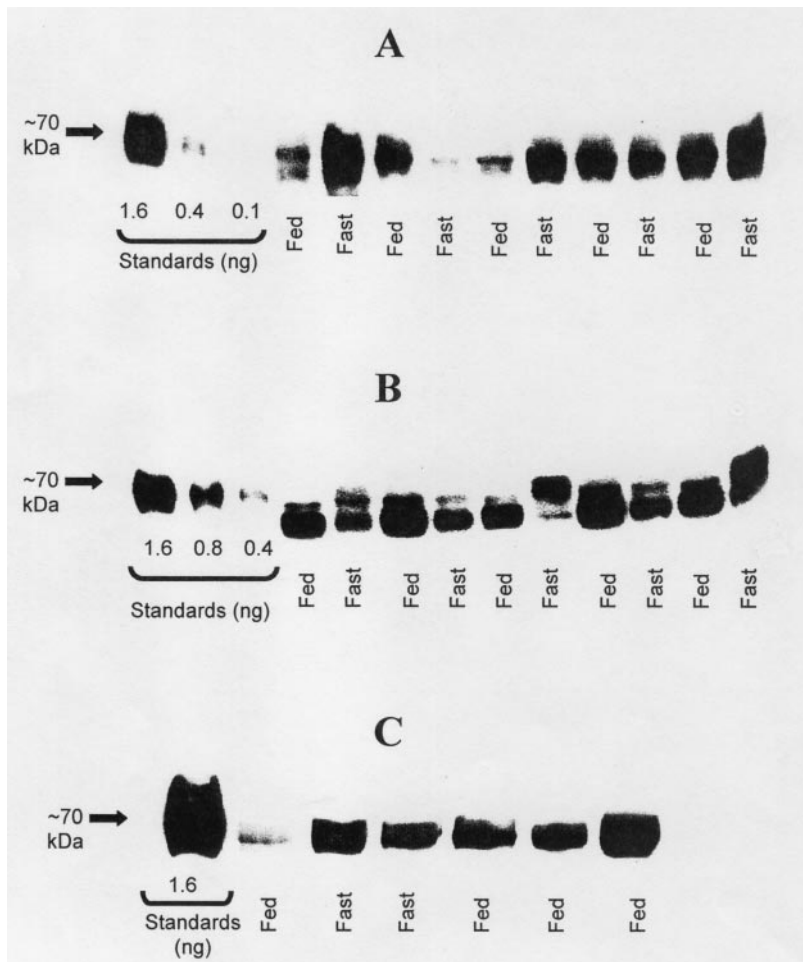 A
~70
kDa
1.6 0.4 0.1
Standards (ng)
Fed Fast Fed Fast Fed Fast Fed Fast Fed Fast
B
~70
kDa
1.6 0.8 0.4
Standards (ng)
Fed Fast Fed Fast Fed Fast Fed Fast Fed Fast
C
~70
kDa
1.6
Standards
(ng)
Fed Fast Fast Fed Fed Fed